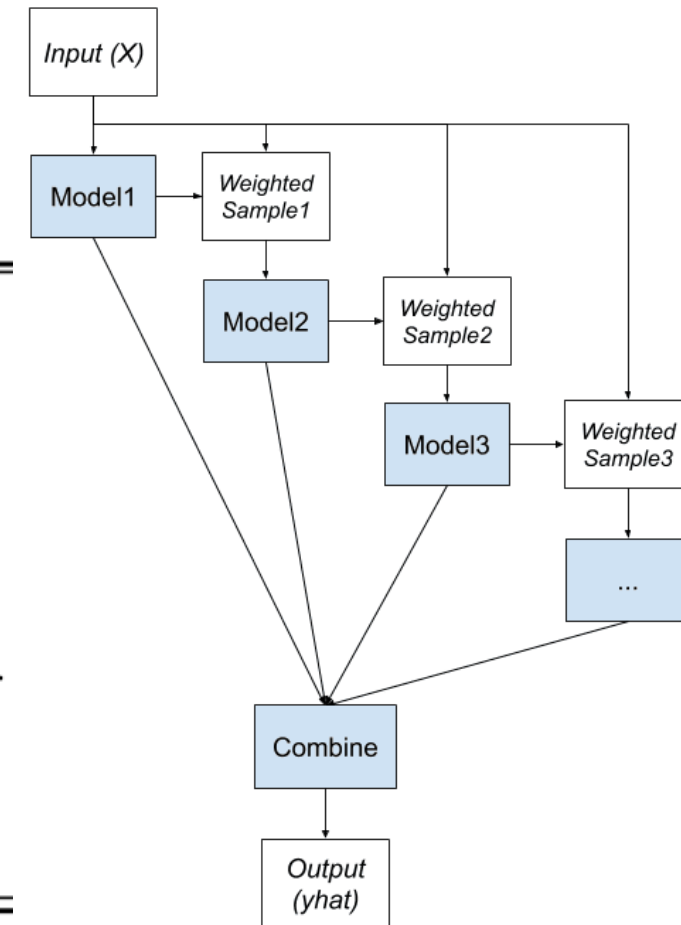 Input (X)
Model1
Weighted
Sample1
Model2
Weighted
Sample2
Model3
Weighted
Sample3
...
Combine
Output
(yhat)